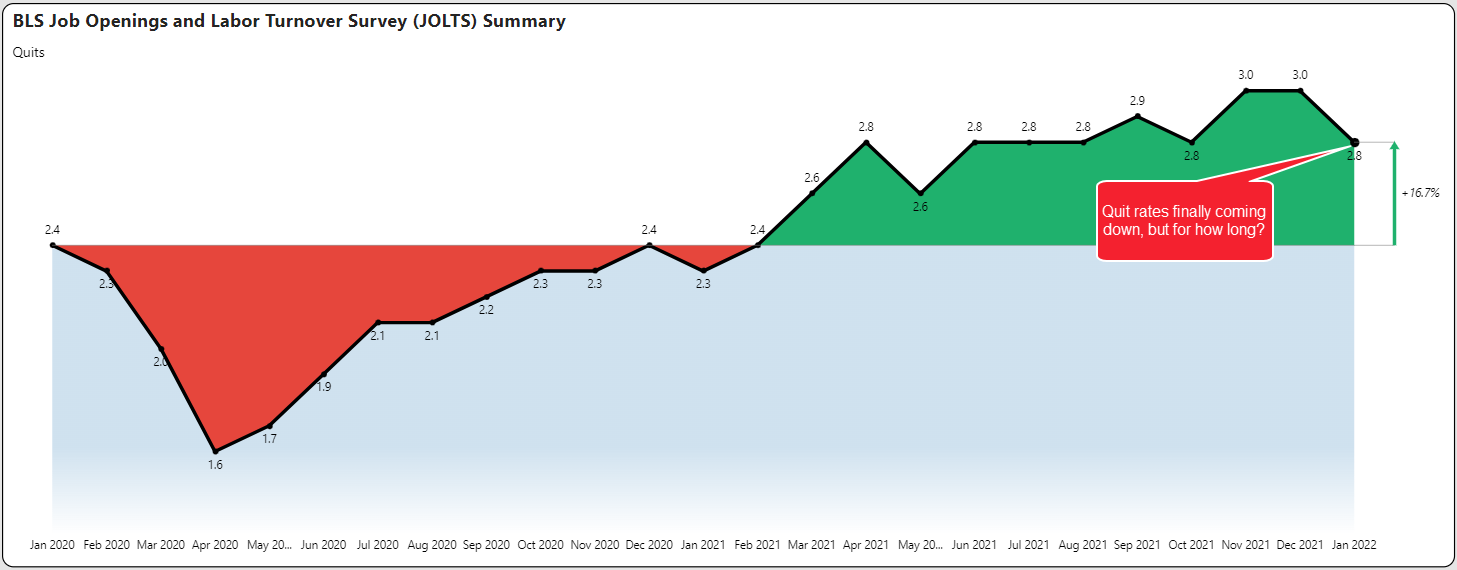 BLS Job Openings and Labor Turnover Survey (JOLTS) Summary
Quits
3.0 3.0
2.9
2.8 2.8 2.8 2.8
2.8 2.8
2.6
+16.7%
2.6
Quit rates finally coming
down, but for how long?
2.4 2.4 2.4
2.3 2.3 2.3 2.3
2.2
2.1 2.1
2.0
1.9
1.7
1.6
Jan 2020 Feb 2020 Mar 2020 Apr 2020 May 20... Jun 2020 Jul 2020 Aug 2020 Sep 2020 Oct 2020 Nov 2020 Dec 2020 Jan 2021 Feb 2021 Mar 2021 Apr 2021 May 20... Jun 2021 Jul 2021 Aug 2021 Sep 2021 Oct 2021 Nov 2021 Dec 2021 Jan 2022